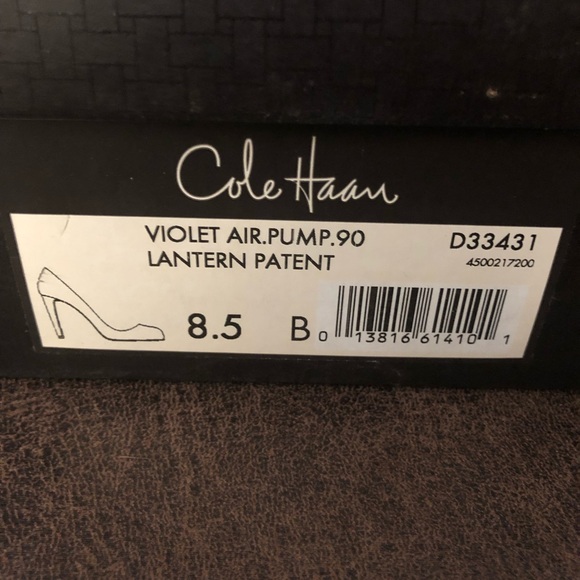 Cole Haan
VIOLET AIR.PUMP.90 D33431
LANTERN PATENT 4500217200
8.5 B 0 13816 61410 1